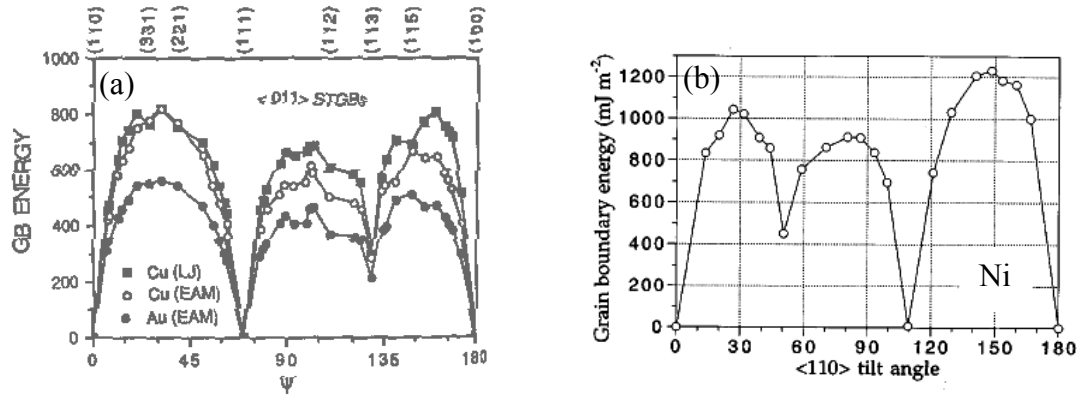 (110) (331) (221) (111) (112) (113) (115) (100)
(a)
<011> STGBs
GB ENERGY
1000
800
600
400
200
0
Cu (LJ)
Cu (EAM)
Au (EAM)
0 45 90 135 180
Ψ
(b)
Grain boundary energy (mJ m⁻²)
1200
1000
800
600
400
200
0
Ni
0 30 60 90 120 150 180
<110> tilt angle